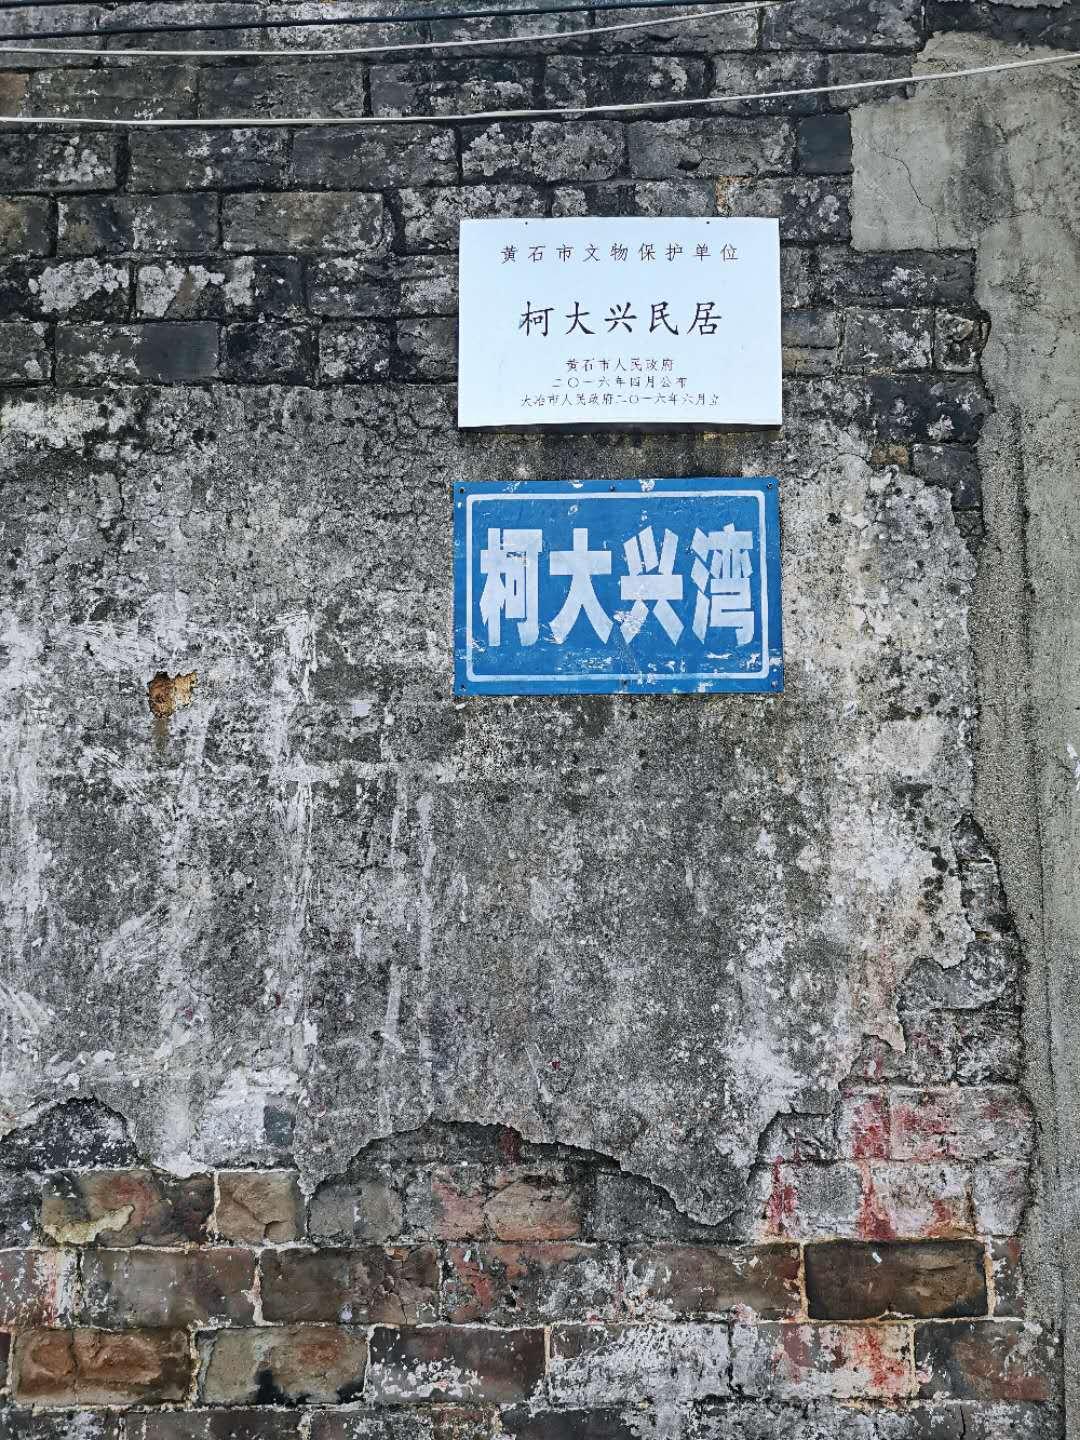 黄石市文物保护单位
柯大兴民居
黄石市人民政府
二〇一六年四月公布
大冶市人民政府二〇一六年六月立
柯大兴湾